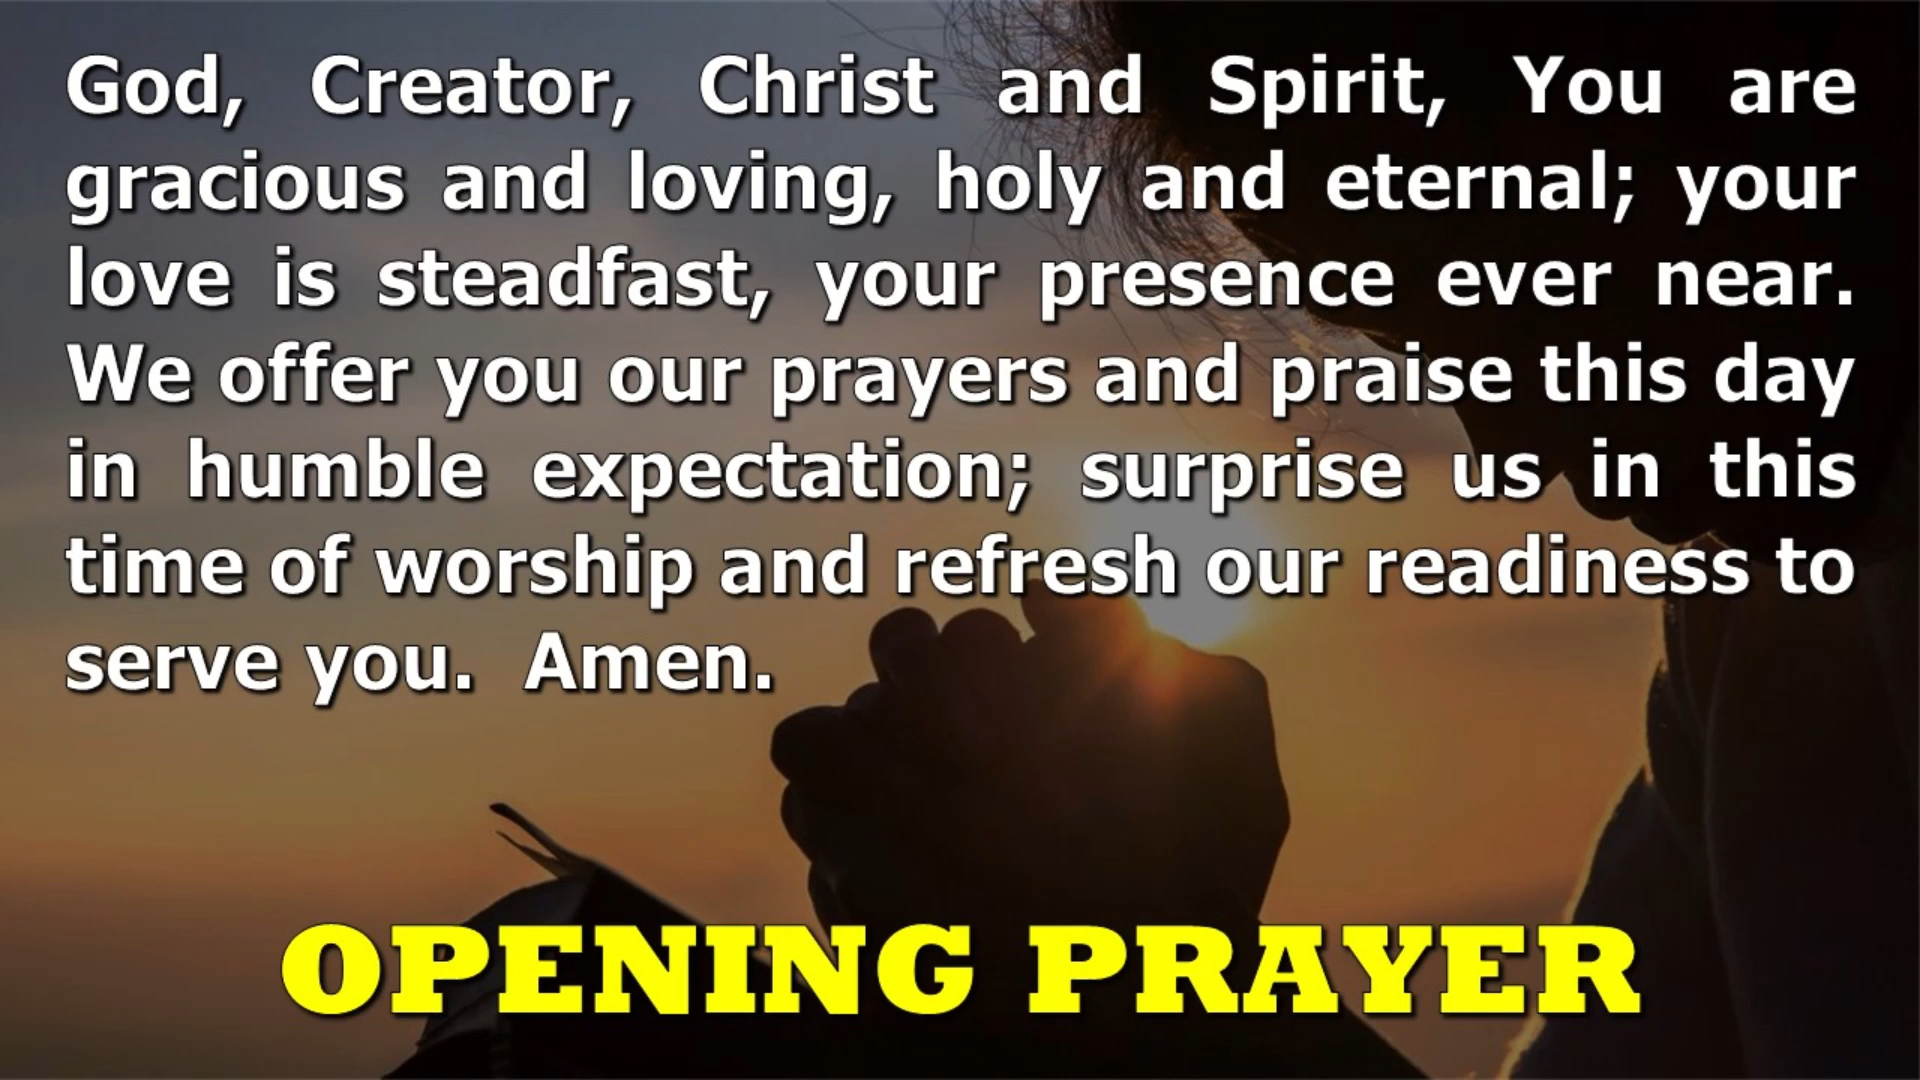 God, Creator, Christ and Spirit, You are
gracious and loving, holy and eternal; your
love is steadfast, your presence ever near.
We offer you our prayers and praise this day
in humble expectation; surprise us in this
time of worship and refresh our readiness to
serve you.  Amen.
OPENING PRAYER